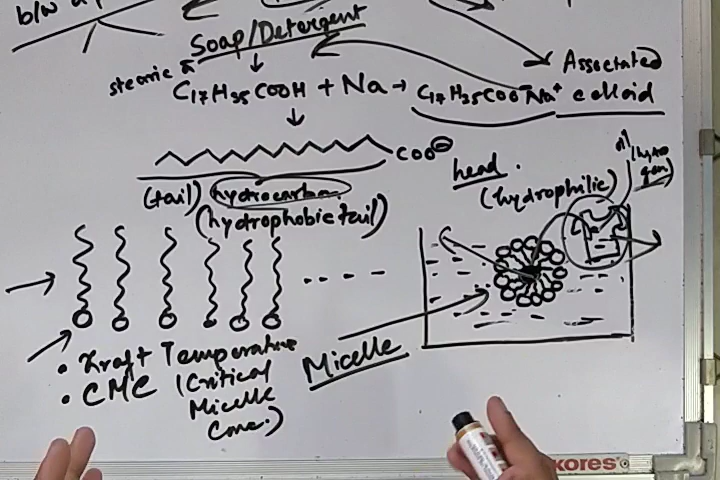 b/w
Soap/Detergent
stearic
Associated
C17H35COOH + Na → C17H35COO⁻Na⁺ colloid
COO⊖
head.
oil
(tail) hydrocarbon
(hydrophilic)
(hydrophobic tail)
• Kraft Temperature
• CMC (Critical
Micelle
Conc.)
Micelle
kores